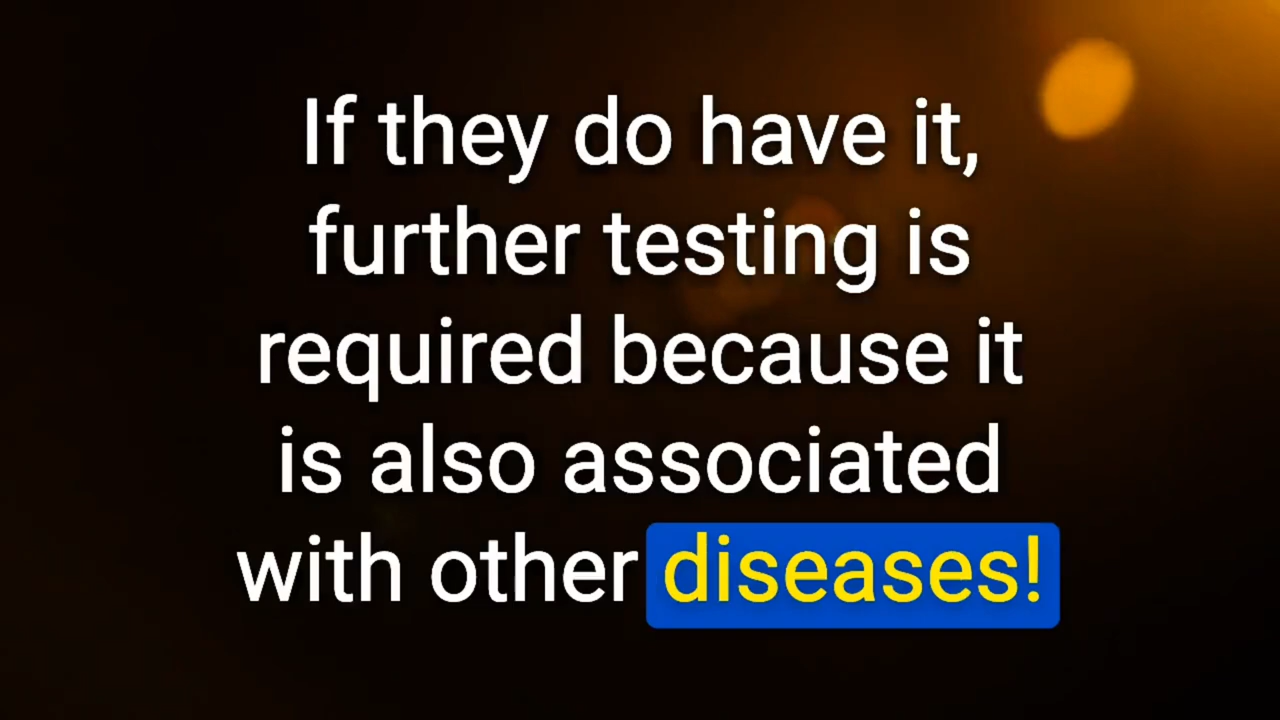 If they do have it,
further testing is
required because it
is also associated
with other diseases!